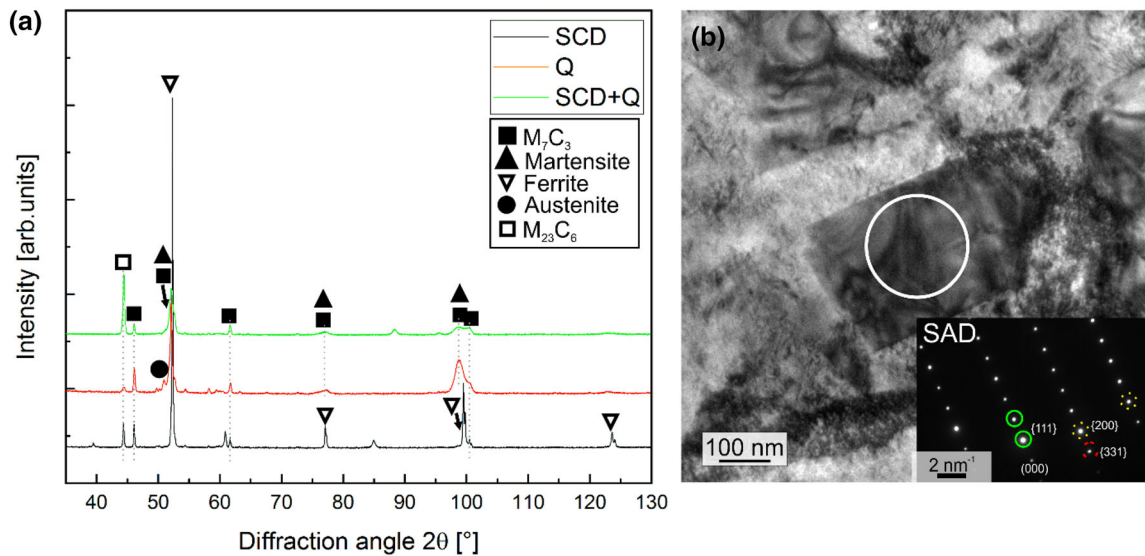 (a)
SCD
Q
SCD+Q
M₇C₃
Martensite
Ferrite
Austenite
M₂₃C₆
Intensity [arb.units]
40 50 60 70 80 90 100 110 120 130
Diffraction angle 2θ [°]
(b)
100 nm
SAD
{111}
{200}
{331}
(000)
2 nm⁻¹